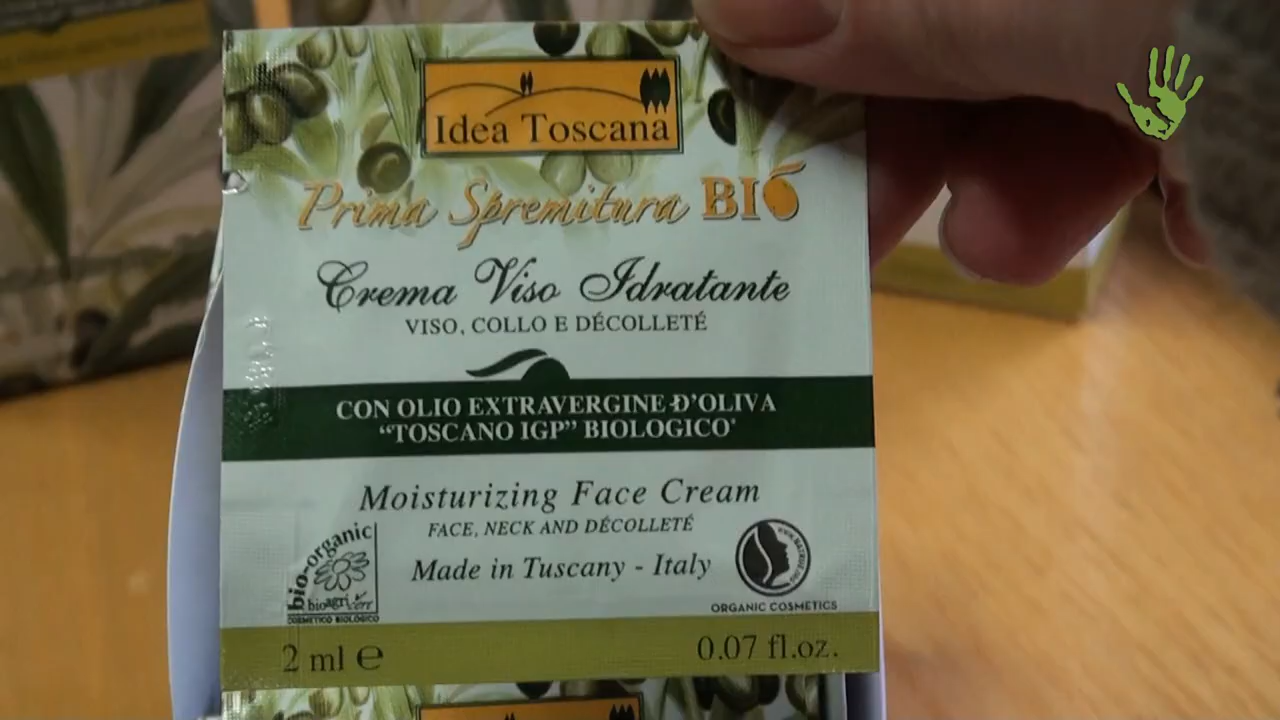 Idea Toscana
Prima Spremitura BIÓ
Crema Viso Idratante
VISO, COLLO E DÉCOLLETÉ
CON OLIO EXTRAVERGINE D'OLIVA
“TOSCANO IGP” BIOLOGICO*
Moisturizing Face Cream
FACE, NECK AND DÉCOLLETÉ
Made in Tuscany - Italy
bio-organic
bioagricert
COSMETICO BIOLOGICO
ORGANIC COSMETICS
2 ml ℮
0.07 fl.oz.